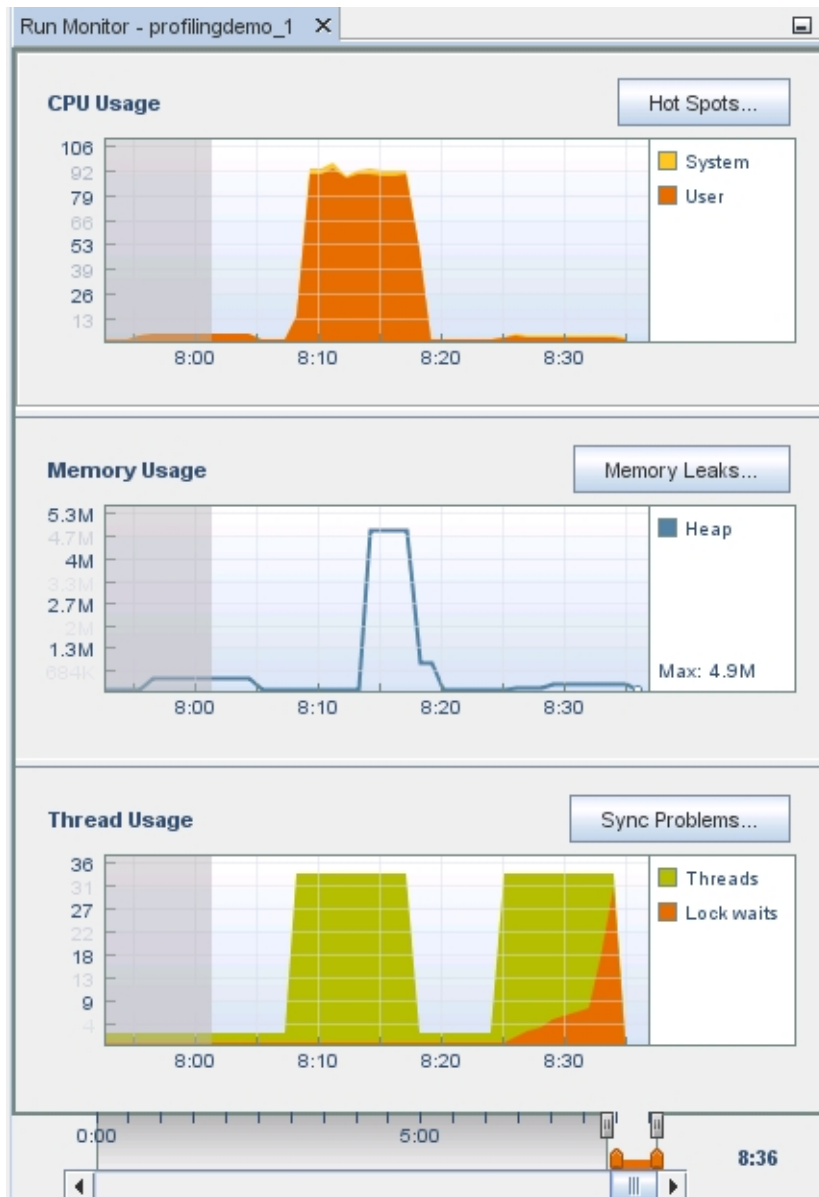 Run Monitor - profilingdemo_1
CPU Usage
Hot Spots...
106
92
79
66
53
39
26
13
System
User
8:00 8:10 8:20 8:30
Memory Usage
Memory Leaks...
5.3M
4.7M
4M
3.3M
2.7M
2M
1.3M
684K
Heap
Max: 4.9M
8:00 8:10 8:20 8:30
Thread Usage
Sync Problems...
36
31
27
22
18
13
9
4
Threads
Lock waits
8:00 8:10 8:20 8:30
0:00 5:00
8:36